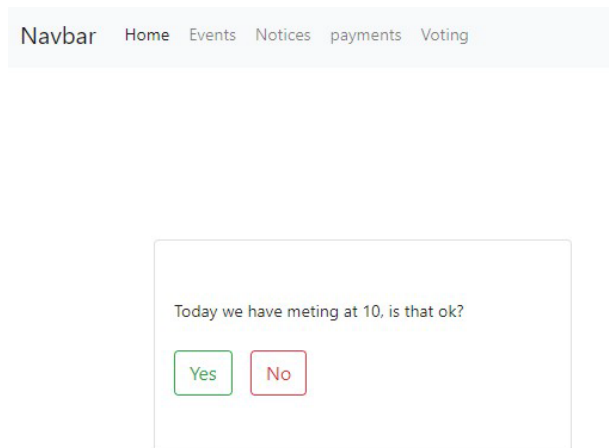 Navbar Home Events Notices payments Voting
Today we have meting at 10, is that ok?
Yes No